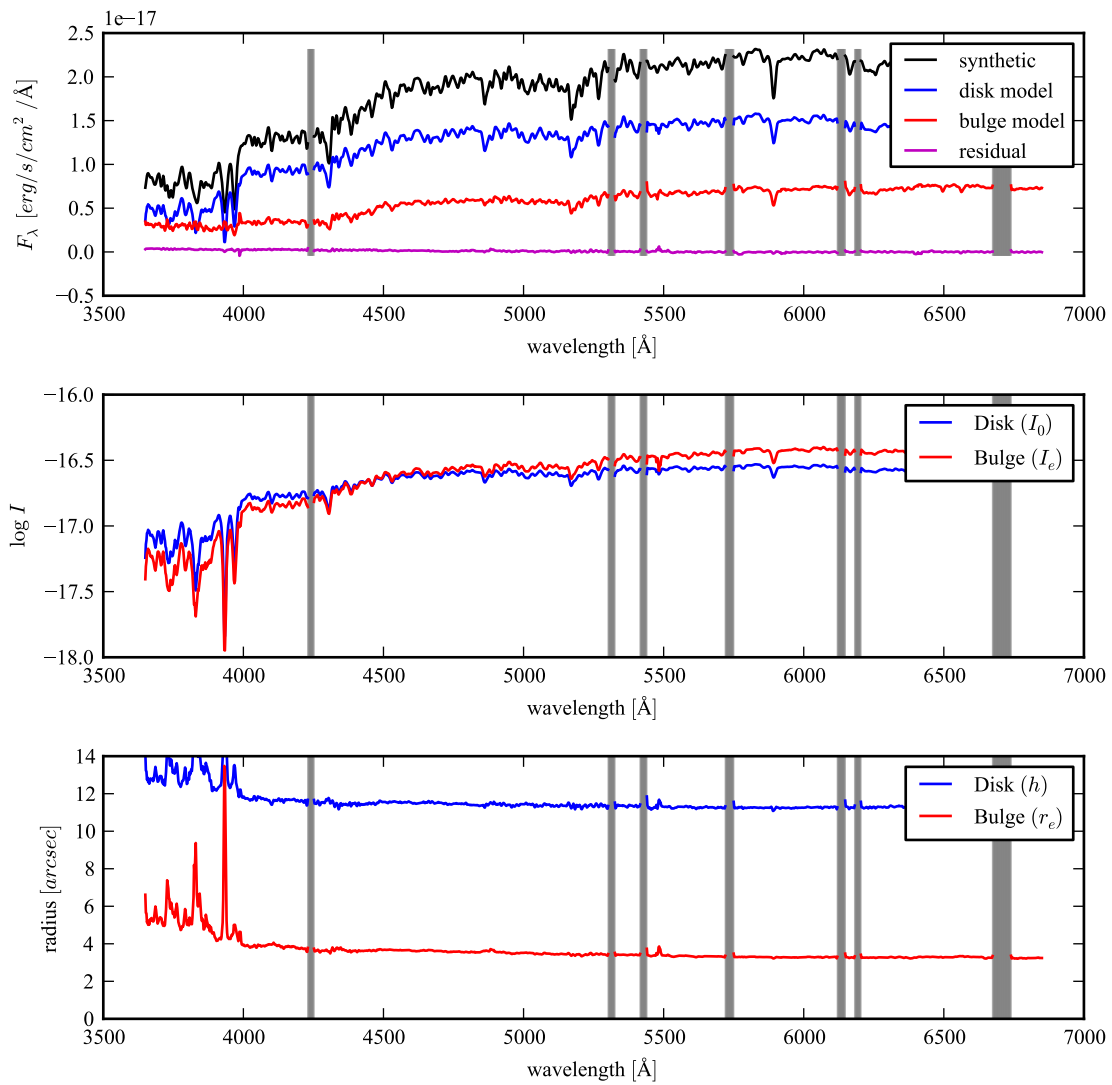 1e−17
2.5
2.0
1.5
1.0
0.5
0.0
−0.5
F_λ [erg/s/cm² /Å]
synthetic
disk model
bulge model
residual
3500 4000 4500 5000 5500 6000 6500 7000
wavelength [Å]
−16.0
−16.5
−17.0
−17.5
−18.0
log I
Disk (I_0)
Bulge (I_e)
3500 4000 4500 5000 5500 6000 6500 7000
wavelength [Å]
14
12
10
8
6
4
2
0
radius [arcsec]
Disk (h)
Bulge (r_e)
3500 4000 4500 5000 5500 6000 6500 7000
wavelength [Å]